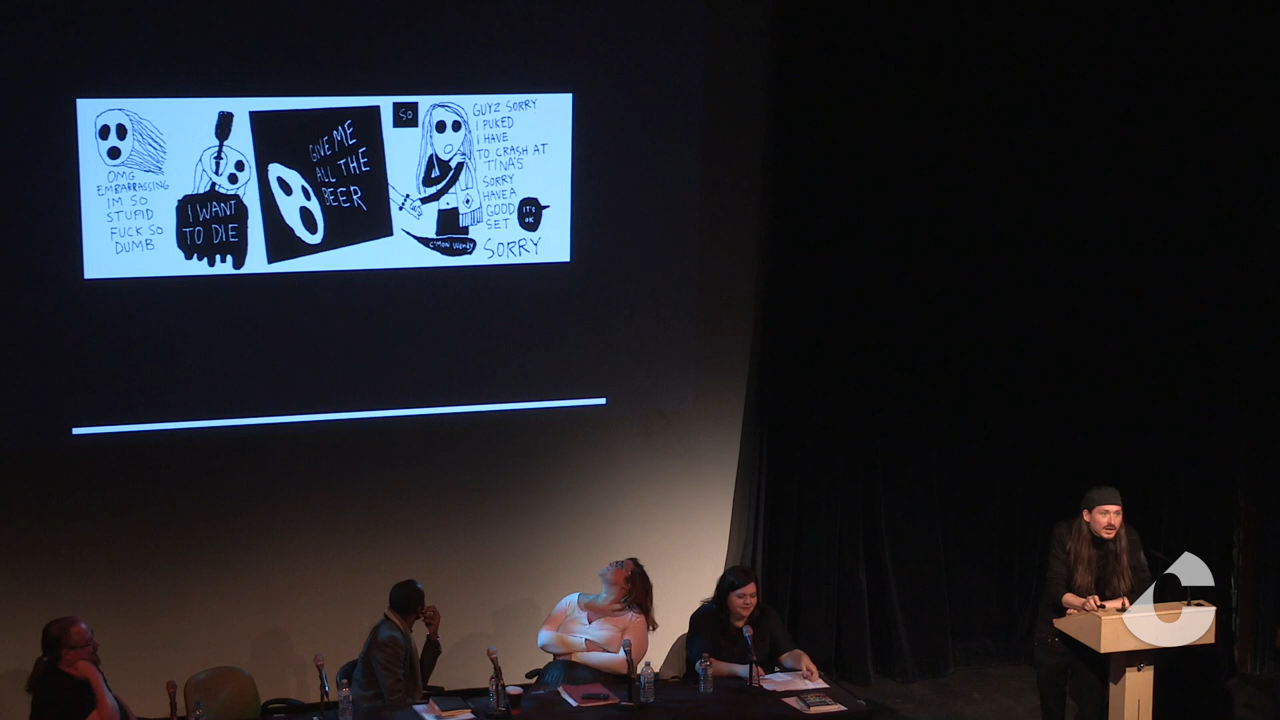 OMG
EMBARRASSING
IM SO
STUPID
FUCK SO
DUMB
I WANT
TO DIE
GIVE ME
ALL THE
BEER
SO
GUYZ SORRY
I PUKED
I HAVE
TO CRASH AT
TINA'S
SORRY
HAVE A
GOOD
SET
IT'S
OK
C'MON WENDY
SORRY